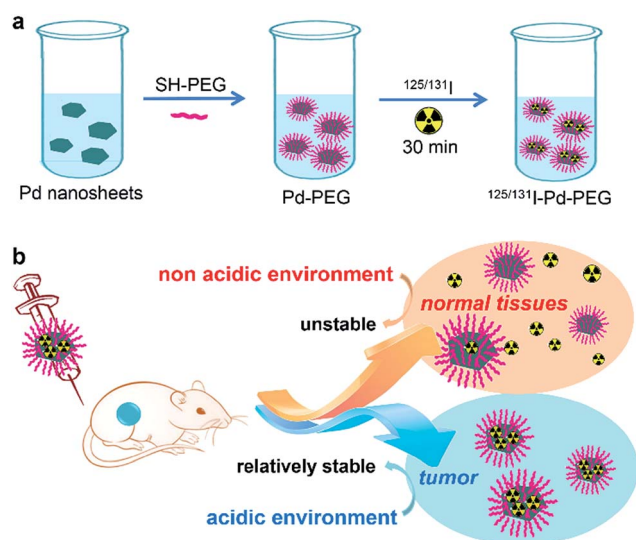 a
SH-PEG
125/131I
30 min
Pd nanosheets
Pd-PEG
125/131I-Pd-PEG
b
non acidic environment
normal tissues
unstable
relatively stable
tumor
acidic environment